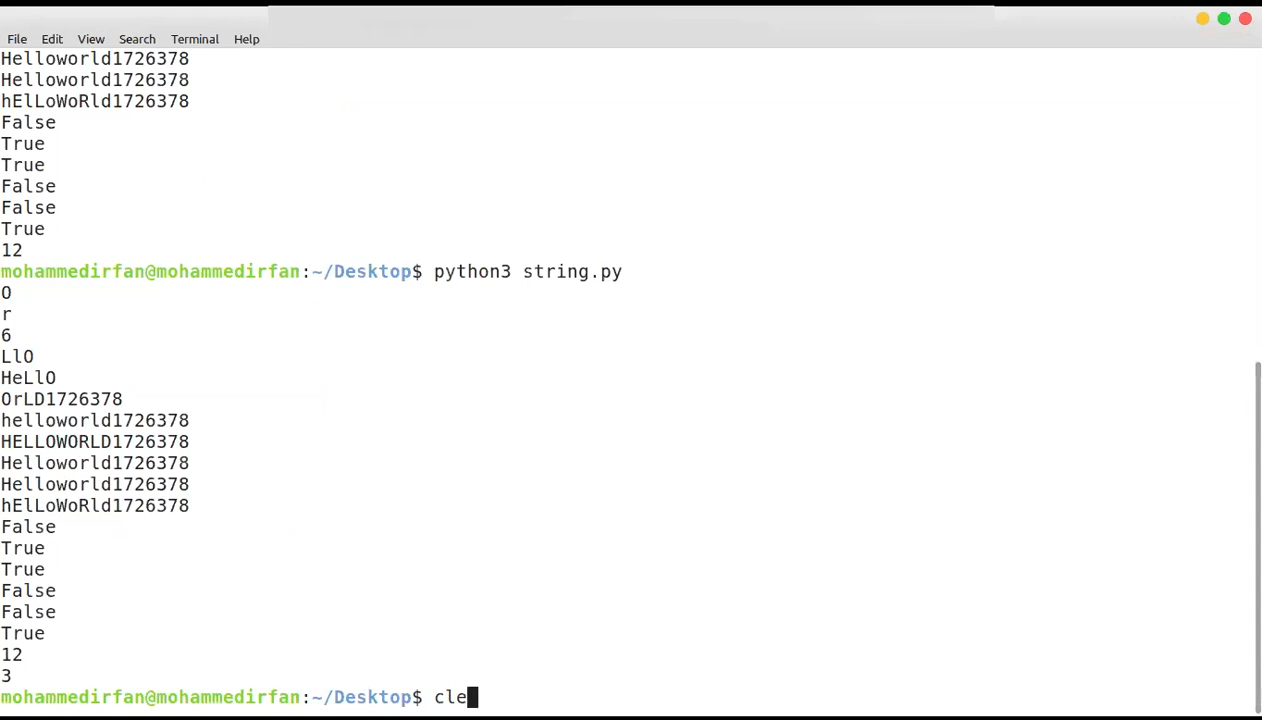 File Edit View Search Terminal Help
Helloworld1726378
Helloworld1726378
hElLoWoRld1726378
False
True
True
False
False
True
12
mohammedirfan@mohammedirfan:~/Desktop$ python3 string.py
O
r
6
LlO
HeLlO
OrLD1726378
helloworld1726378
HELLOWORLD1726378
Helloworld1726378
Helloworld1726378
hElLoWoRld1726378
False
True
True
False
False
True
12
3
mohammedirfan@mohammedirfan:~/Desktop$ cle